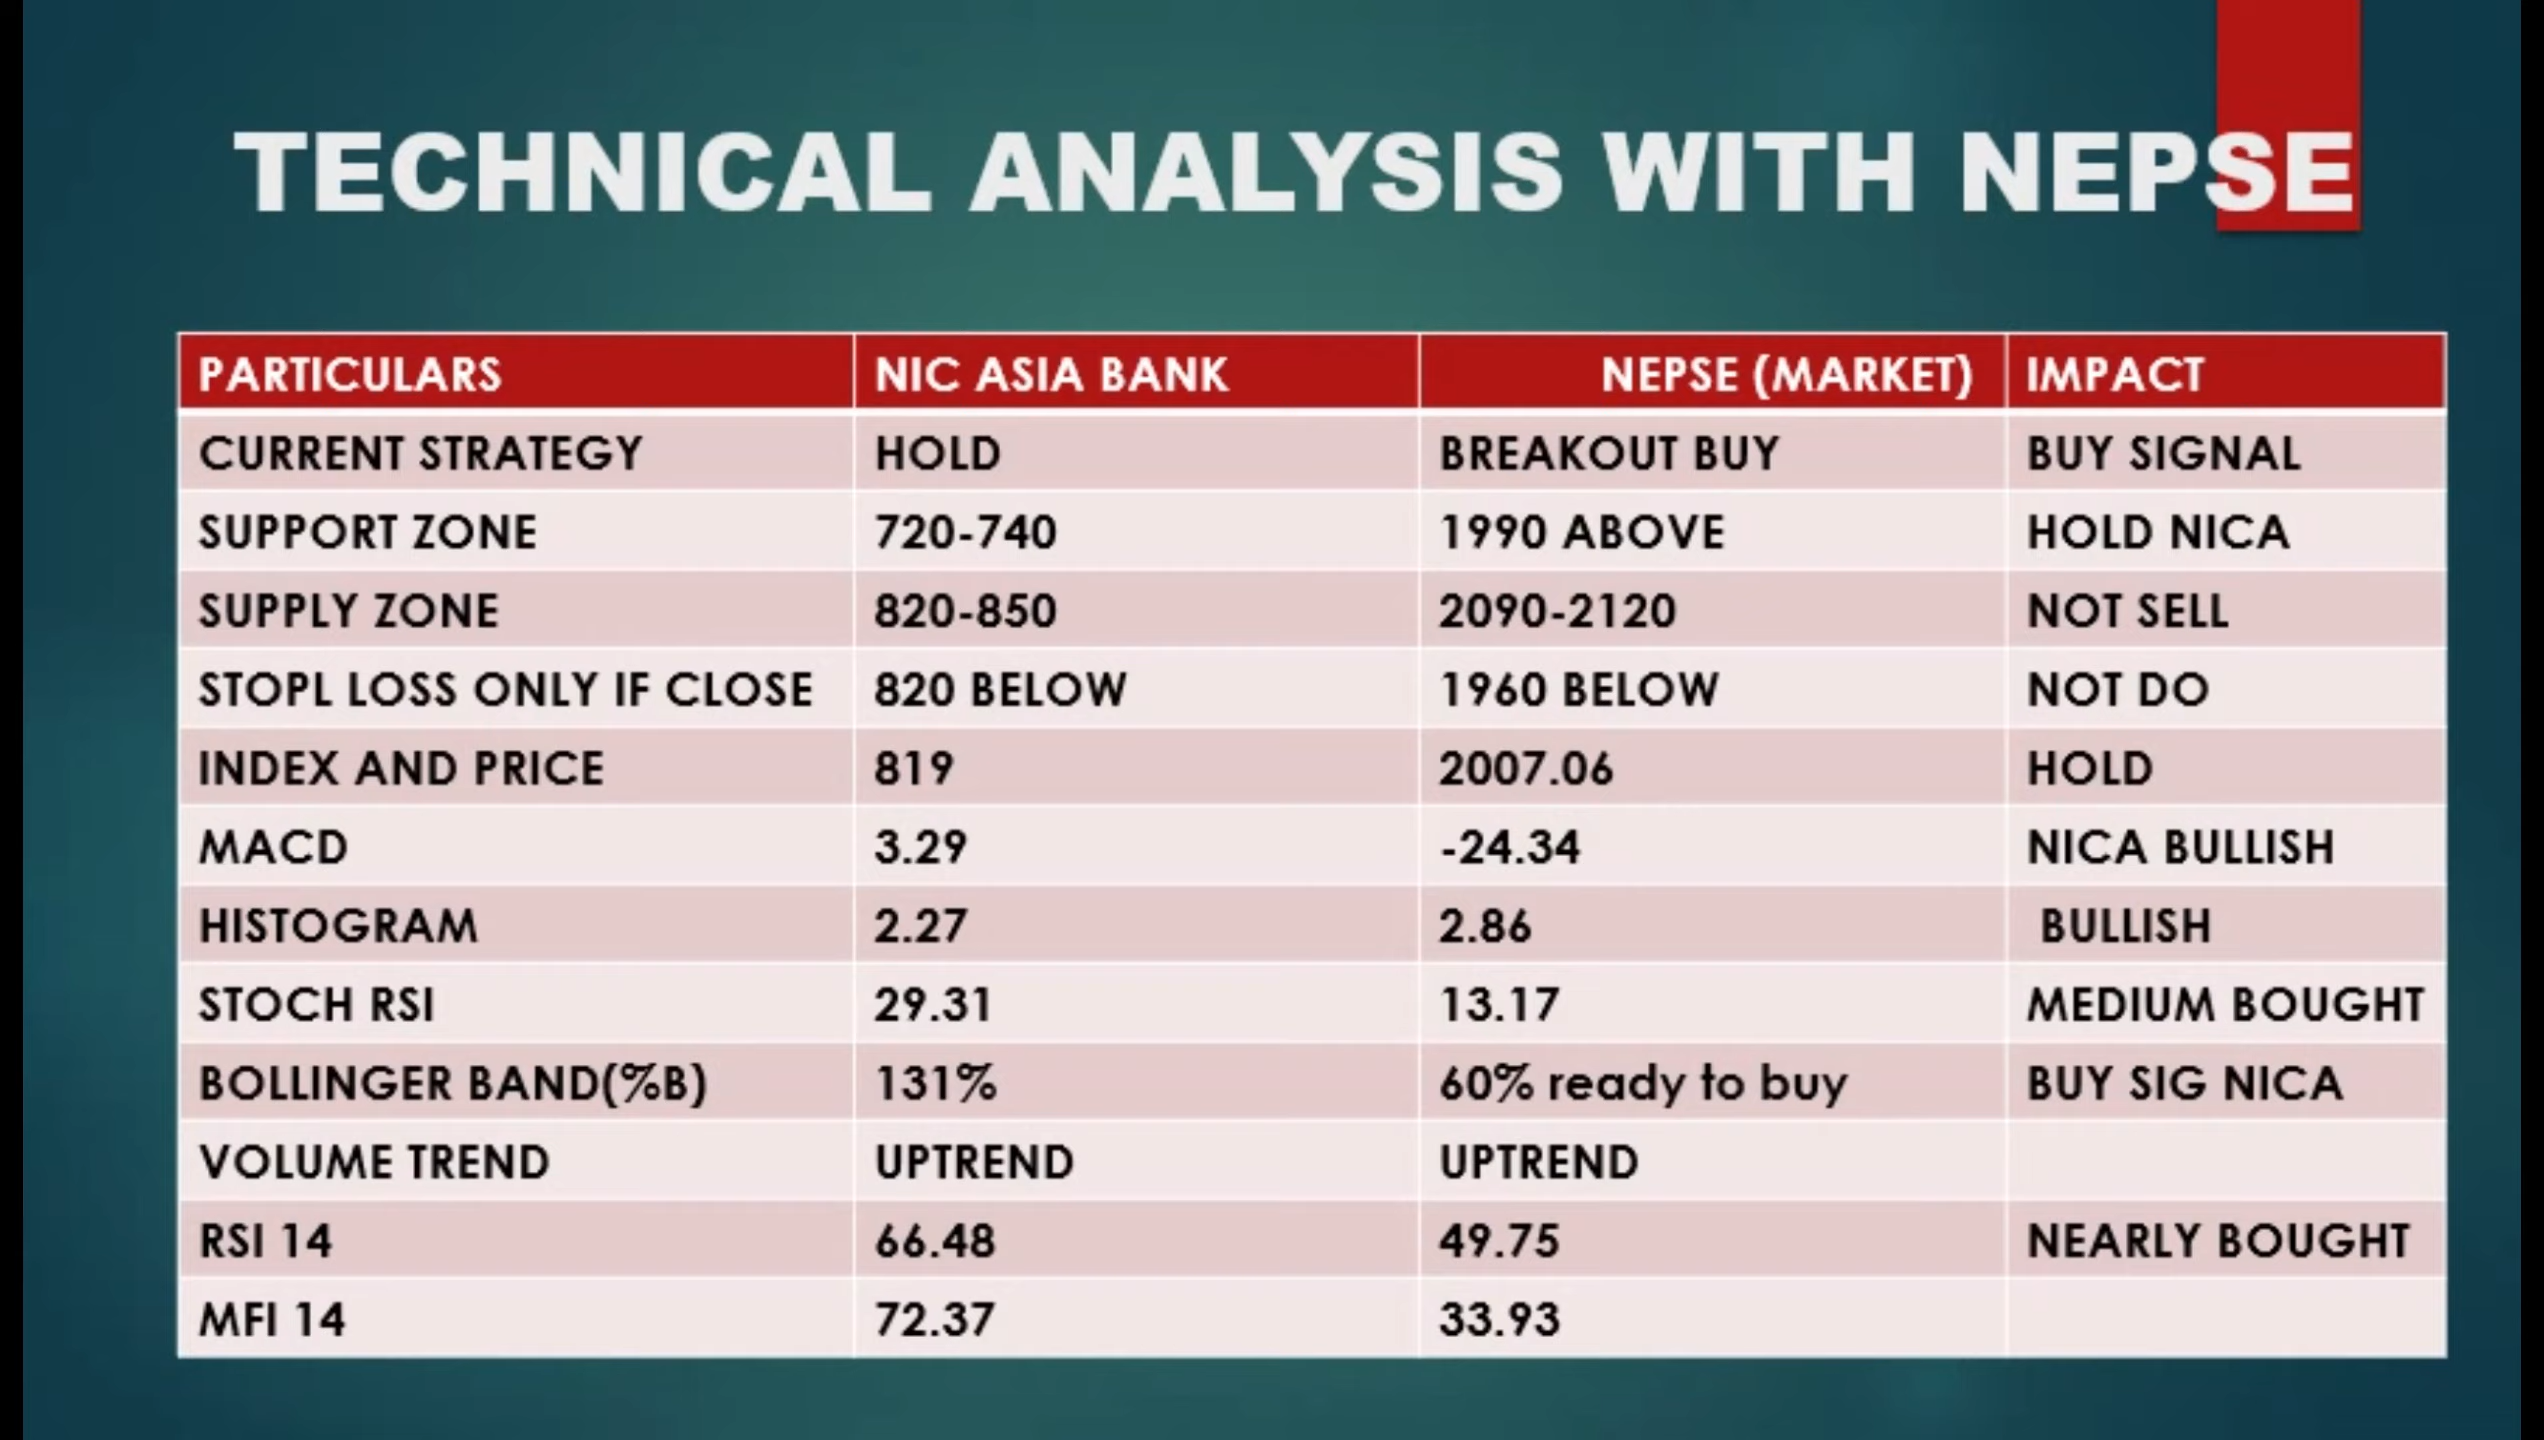 TECHNICAL ANALYSIS WITH NEPSE
PARTICULARS NIC ASIA BANK NEPSE (MARKET) IMPACT
CURRENT STRATEGY HOLD BREAKOUT BUY BUY SIGNAL
SUPPORT ZONE 720-740 1990 ABOVE HOLD NICA
SUPPLY ZONE 820-850 2090-2120 NOT SELL
STOPL LOSS ONLY IF CLOSE 820 BELOW 1960 BELOW NOT DO
INDEX AND PRICE 819 2007.06 HOLD
MACD 3.29 -24.34 NICA BULLISH
HISTOGRAM 2.27 2.86 BULLISH
STOCH RSI 29.31 13.17 MEDIUM BOUGHT
BOLLINGER BAND(%B) 131% 60% ready to buy BUY SIG NICA
VOLUME TREND UPTREND UPTREND
RSI 14 66.48 49.75 NEARLY BOUGHT
MFI 14 72.37 33.93